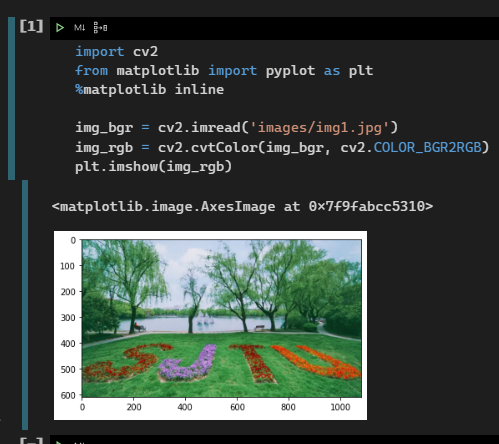 [1]
M↓
import cv2
from matplotlib import pyplot as plt
%matplotlib inline
img_bgr = cv2.imread('images/img1.jpg')
img_rgb = cv2.cvtColor(img_bgr, cv2.COLOR_BGR2RGB)
plt.imshow(img_rgb)
<matplotlib.image.AxesImage at 0x7f9fabcc5310>
0
100
200
300
400
500
600
SJTU
0 200 400 600 800 1000